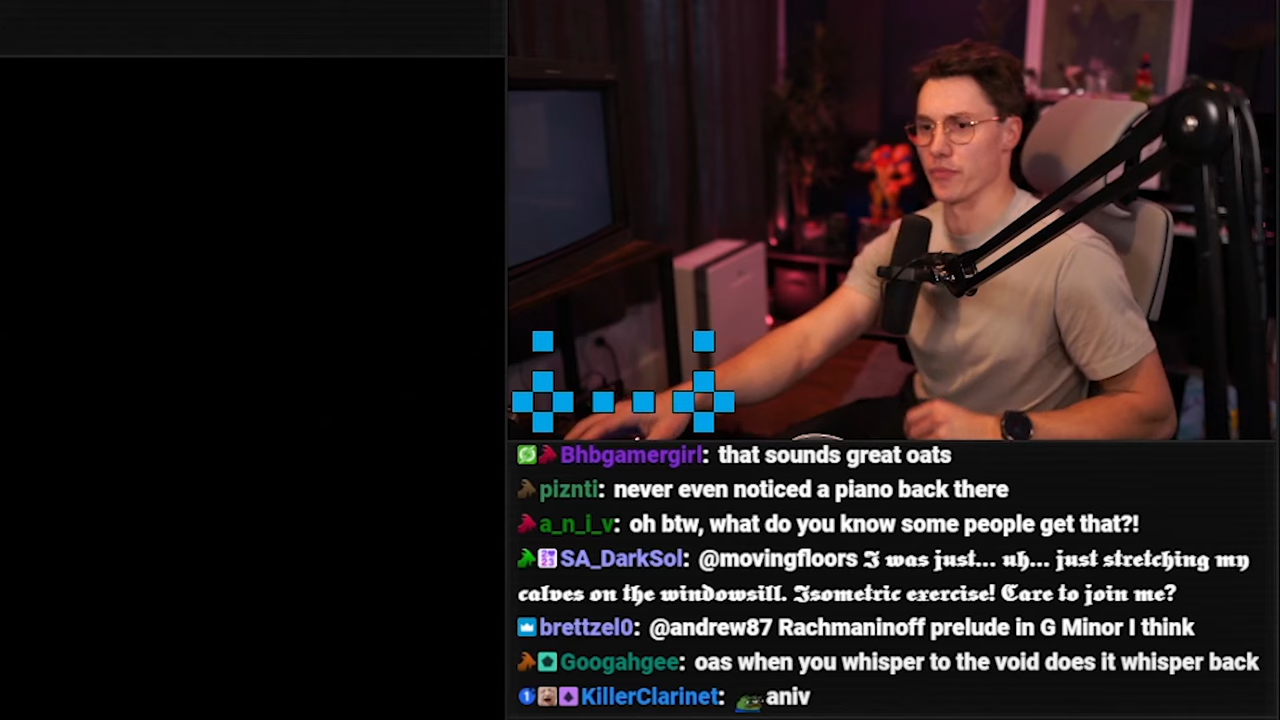 Bhbgamergirl: that sounds great oats
piznti: never even noticed a piano back there
a_n_i_v: oh btw, what do you know some people get that?!
SA_DarkSol: @movingfloors 𝕴 𝖜𝖆𝖘 𝖏𝖚𝖘𝖙... 𝖚𝖍... 𝖏𝖚𝖘𝖙 𝖘𝖙𝖗𝖊𝖙𝖈𝖍𝖎𝖓𝖌 𝖒𝖞
𝖈𝖆𝖑𝖛𝖊𝖘 𝖔𝖓 𝖙𝖍𝖊 𝖜𝖎𝖓𝖉𝖔𝖜𝖘𝖎𝖑𝖑. 𝕴𝖘𝖔𝖒𝖊𝖙𝖗𝖎𝖈 𝖊𝖝𝖊𝖗𝖈𝖎𝖘𝖊! 𝕮𝖆𝖗𝖊 𝖙𝖔 𝖏𝖔𝖎𝖓 𝖒𝖊?
brettzel0: @andrew87 Rachmaninoff prelude in G Minor I think
Googahgee: oas when you whisper to the void does it whisper back
KillerClarinet: aniv